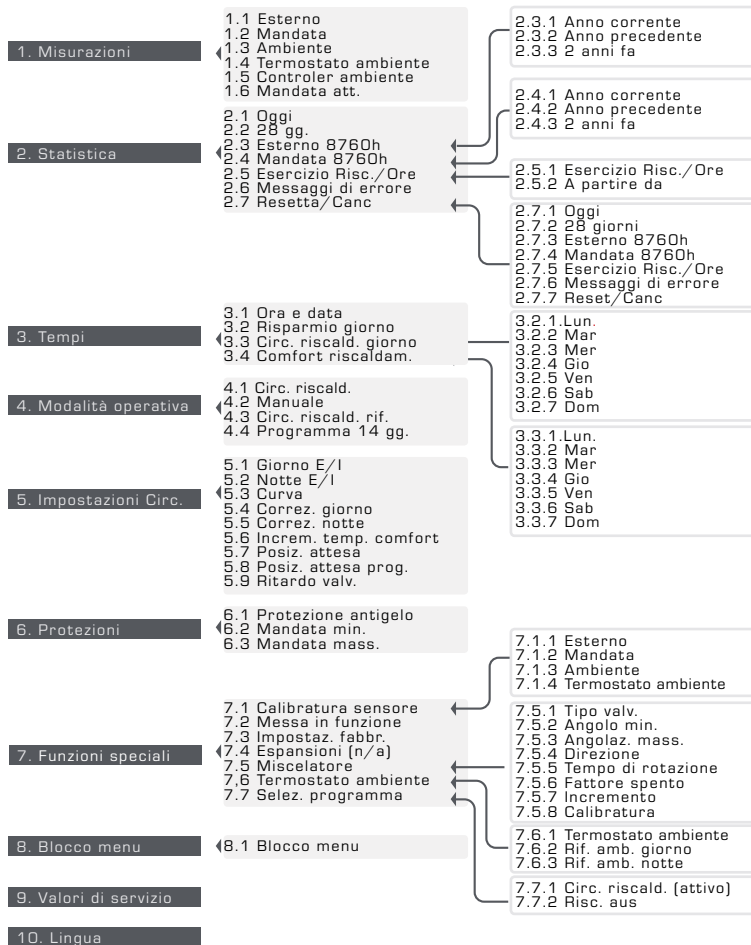 1. Misurazioni
1.1 Esterno
1.2 Mandata
1.3 Ambiente
1.4 Termostato ambiente
1.5 Controler ambiente
1.6 Mandata att.
2. Statistica
2.1 Oggi
2.2 28 gg.
2.3 Esterno 8760h
2.4 Mandata 8760h
2.5 Esercizio Risc./Ore
2.6 Messaggi di errore
2.7 Resetta/Canc
2.3.1 Anno corrente
2.3.2 Anno precedente
2.3.3 2 anni fa
2.4.1 Anno corrente
2.4.2 Anno precedente
2.4.3 2 anni fa
2.5.1 Esercizio Risc./Ore
2.5.2 A partire da
2.7.1 Oggi
2.7.2 28 giorni
2.7.3 Esterno 8760h
2.7.4 Mandata 8760h
2.7.5 Esercizio Risc./Ore
2.7.6 Messaggi di errore
2.7.7 Reset/Canc
3. Tempi
3.1 Ora e data
3.2 Risparmio giorno
3.3 Circ. riscald. giorno
3.4 Comfort riscaldam.
3.2.1.Lun.
3.2.2 Mar
3.2.3 Mer
3.2.4 Gio
3.2.5 Ven
3.2.6 Sab
3.2.7 Dom
3.3.1.Lun.
3.3.2 Mar
3.3.3 Mer
3.3.4 Gio
3.3.5 Ven
3.3.6 Sab
3.3.7 Dom
4. Modalità operativa
4.1 Circ. riscald.
4.2 Manuale
4.3 Circ. riscald. rif.
4.4 Programma 14 gg.
5. Impostazioni Circ.
5.1 Giorno E/I
5.2 Notte E/I
5.3 Curva
5.4 Correz. giorno
5.5 Correz. notte
5.6 Increm. temp. comfort
5.7 Posiz. attesa
5.8 Posiz. attesa prog.
5.9 Ritardo valv.
6. Protezioni
6.1 Protezione antigelo
6.2 Mandata min.
6.3 Mandata mass.
7. Funzioni speciali
7.1 Calibratura sensore
7.2 Messa in funzione
7.3 Impostaz. fabbr.
7.4 Espansioni (n/a)
7.5 Miscelatore
7,6 Termostato ambiente
7.7 Selez. programma
7.1.1 Esterno
7.1.2 Mandata
7.1.3 Ambiente
7.1.4 Termostato ambiente
7.5.1 Tipo valv.
7.5.2 Angolo min.
7.5.3 Angolaz. mass.
7.5.4 Direzione
7.5.5 Tempo di rotazione
7.5.6 Fattore spento
7.5.7 Incremento
7.5.8 Calibratura
7.6.1 Termostato ambiente
7.6.2 Rif. amb. giorno
7.6.3 Rif. amb. notte
7.7.1 Circ. riscald. (attivo)
7.7.2 Risc. aus
8. Blocco menu
8.1 Blocco menu
9. Valori di servizio
10. Lingua